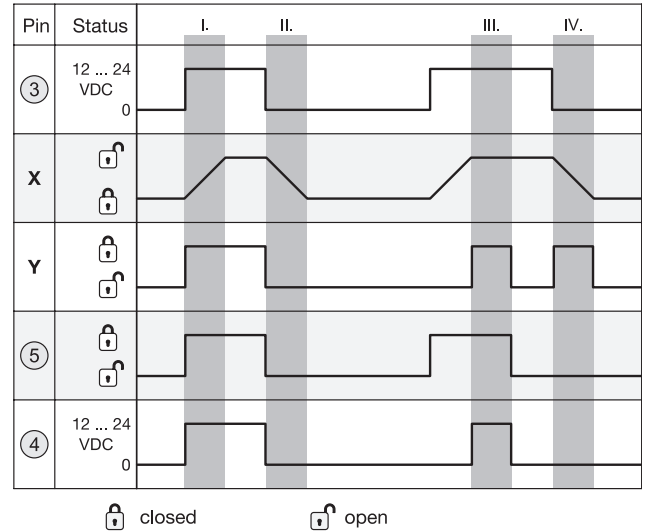 Pin Status I. II. III. IV.
3 12 ... 24
VDC
0
X
Y
5
4 12 ... 24
VDC
0
closed open